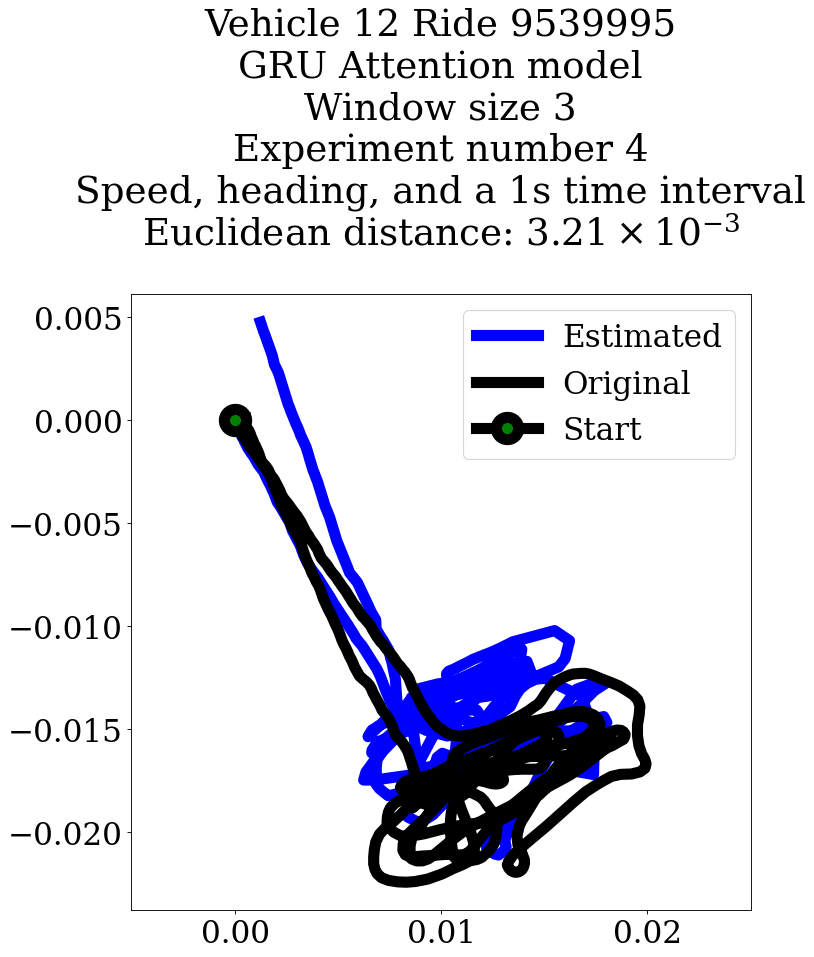 Vehicle 12 Ride 9539995
GRU Attention model
Window size 3
Experiment number 4
Speed, heading, and a 1s time interval
Euclidean distance: 3.21 × 10⁻³
Estimated
Original
Start
0.005
0.000
−0.005
−0.010
−0.015
−0.020
0.00 0.01 0.02